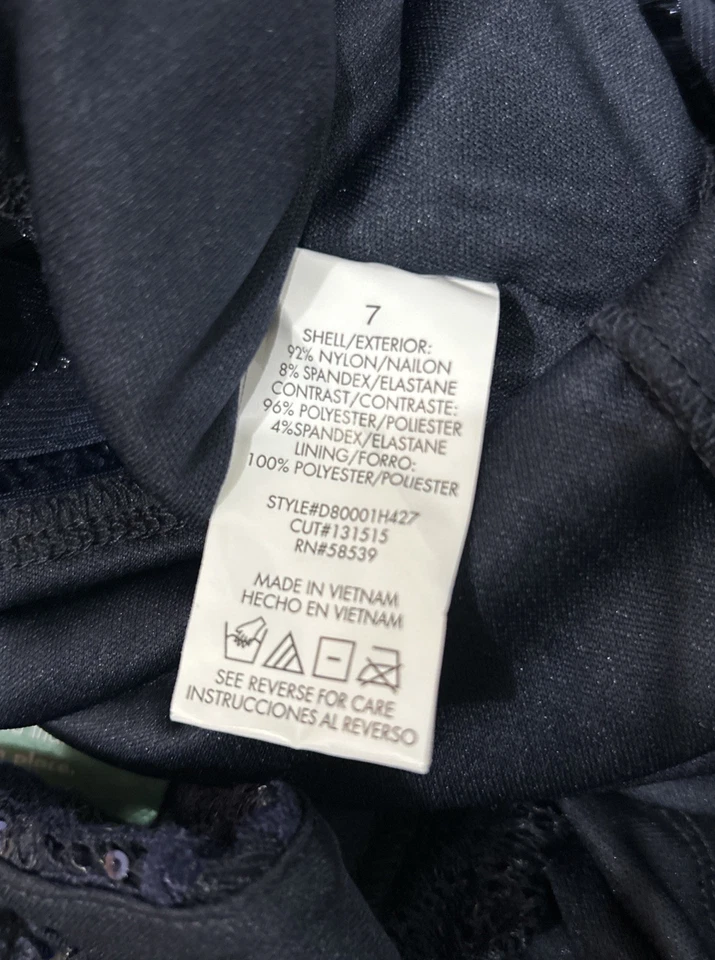 7
SHELL/EXTERIOR:
92% NYLON/NAILON
8% SPANDEX/ELASTANE
CONTRAST/CONTRASTE:
96% POLYESTER/POLIESTER
4%SPANDEX/ELASTANE
LINING/FORRO:
100% POLYESTER/POLIESTER
STYLE#D80001H427
CUT#131515
RN#58539
MADE IN VIETNAM
HECHO EN VIETNAM
SEE REVERSE FOR CARE
INSTRUCCIONES AL REVERSO
place.